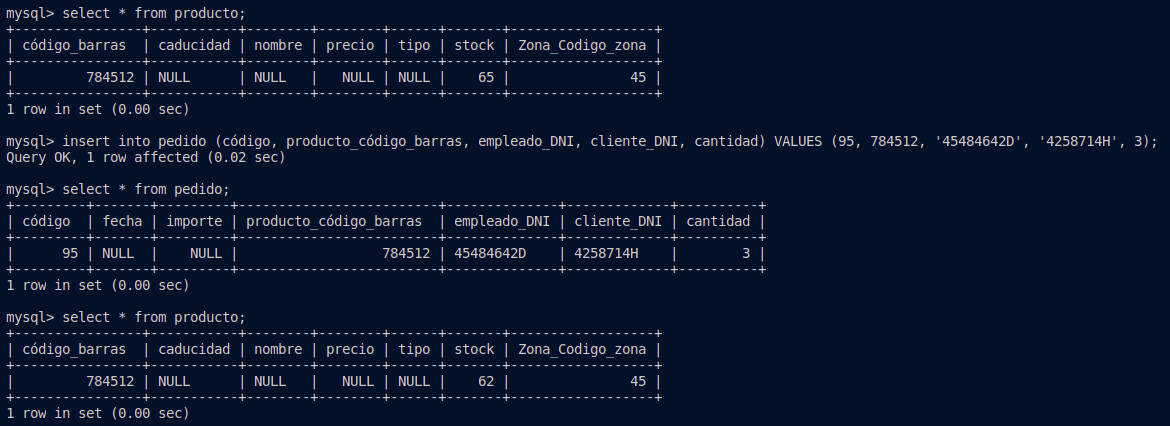 mysql> select * from producto;
+----------------+-----------+--------+--------+------+-------+------------------+
| código_barras  | caducidad | nombre | precio | tipo | stock | Zona_Codigo_zona |
+----------------+-----------+--------+--------+------+-------+------------------+
|         784512 | NULL      | NULL   |   NULL | NULL |    65 |               45 |
+----------------+-----------+--------+--------+------+-------+------------------+
1 row in set (0.00 sec)
mysql> insert into pedido (código, producto_código_barras, empleado_DNI, cliente_DNI, cantidad) VALUES (95, 784512, '45484642D', '4258714H', 3);
Query OK, 1 row affected (0.02 sec)
mysql> select * from pedido;
+---------+-------+---------+-------------------------+--------------+-------------+----------+
| código  | fecha | importe | producto_código_barras  | empleado_DNI | cliente_DNI | cantidad |
+---------+-------+---------+-------------------------+--------------+-------------+----------+
|      95 | NULL  |    NULL |                  784512 | 45484642D    | 4258714H    |        3 |
+---------+-------+---------+-------------------------+--------------+-------------+----------+
1 row in set (0.00 sec)
mysql> select * from producto;
+----------------+-----------+--------+--------+------+-------+------------------+
| código_barras  | caducidad | nombre | precio | tipo | stock | Zona_Codigo_zona |
+----------------+-----------+--------+--------+------+-------+------------------+
|         784512 | NULL      | NULL   |   NULL | NULL |    62 |               45 |
+----------------+-----------+--------+--------+------+-------+------------------+
1 row in set (0.00 sec)